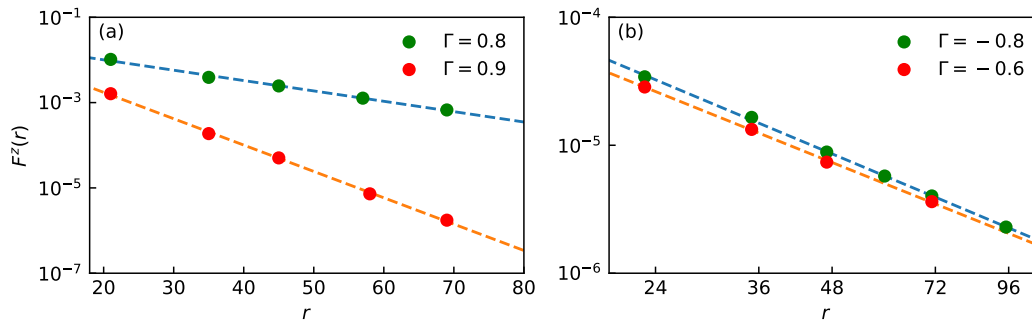 (a)
Γ = 0.8
Γ = 0.9
10⁻¹
10⁻³
10⁻⁵
10⁻⁷
Fᶻ(r)
20 30 40 50 60 70 80
r
(b)
Γ = − 0.8
Γ = − 0.6
10⁻⁴
10⁻⁵
10⁻⁶
24 36 48 72 96
r